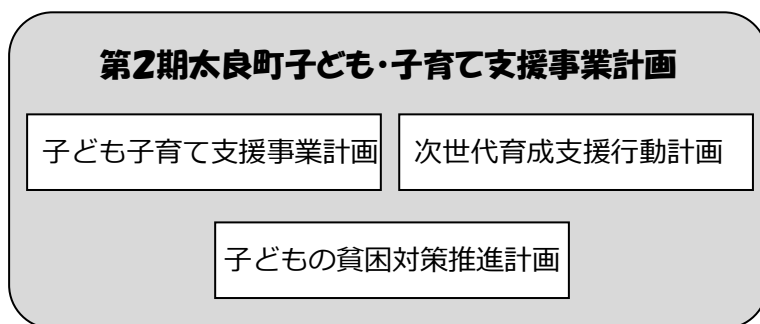 第2期太良町子ども・子育て支援事業計画
子ども子育て支援事業計画
次世代育成支援行動計画
子どもの貧困対策推進計画